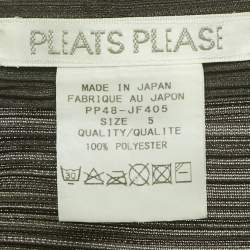 PLEATS PLEASE
MADE IN JAPAN
FABRIQUE AU JAPON
PP48-JF405
SIZE 5
QUALITY/QUALITE
100% POLYESTER